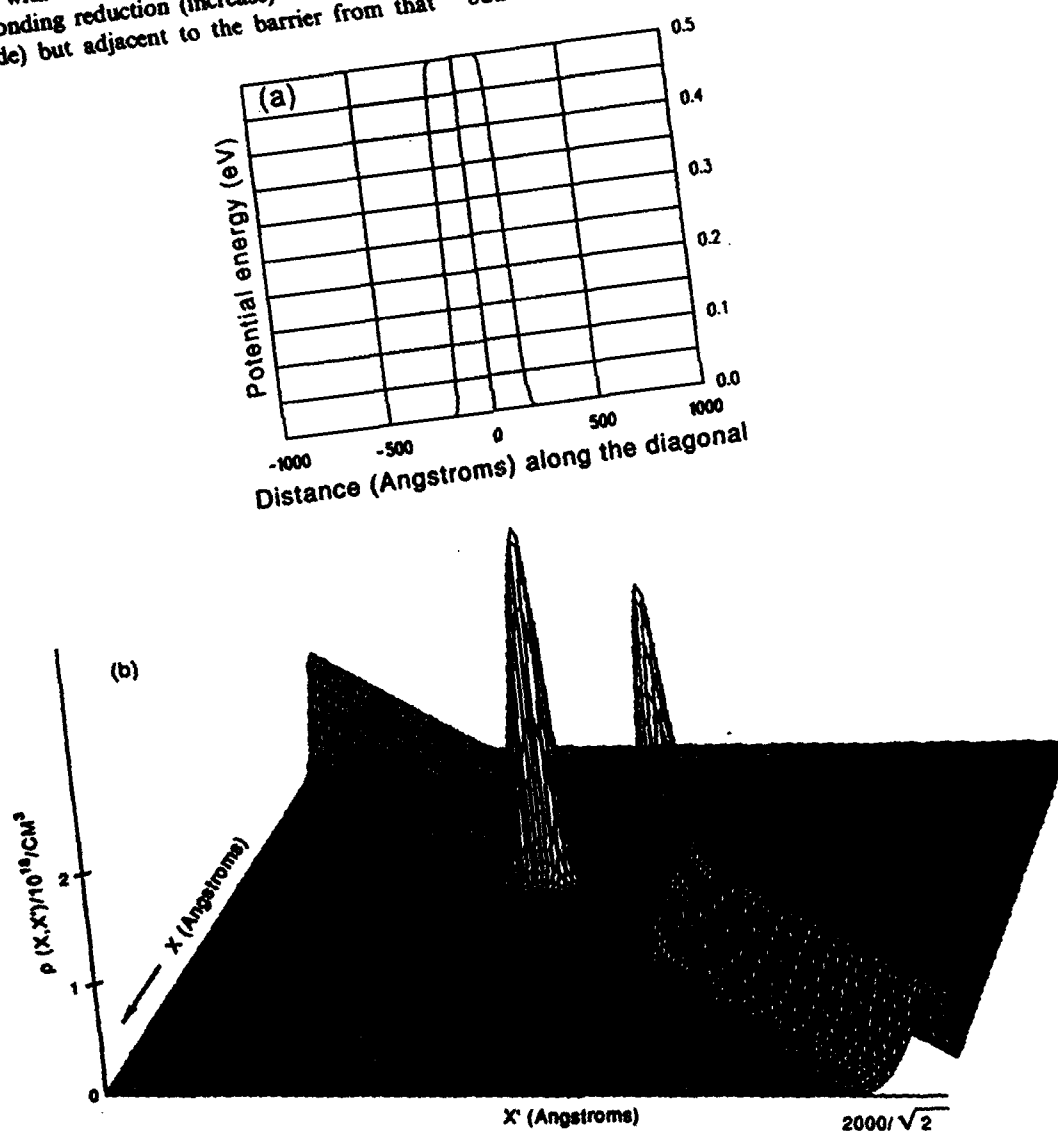 onding reduction (increase)
de) but adjacent to the barrier from that
(a)
Potential energy (eV)
0.5
0.4
0.3
0.2
0.1
0.0
-1000
-500
0
500
1000
Distance (Angstroms) along the diagonal
(b)
ρ (X,X')/10¹⁸/CM³
2
1
0
X (Angstroms)
X' (Angstroms)
2000/√2